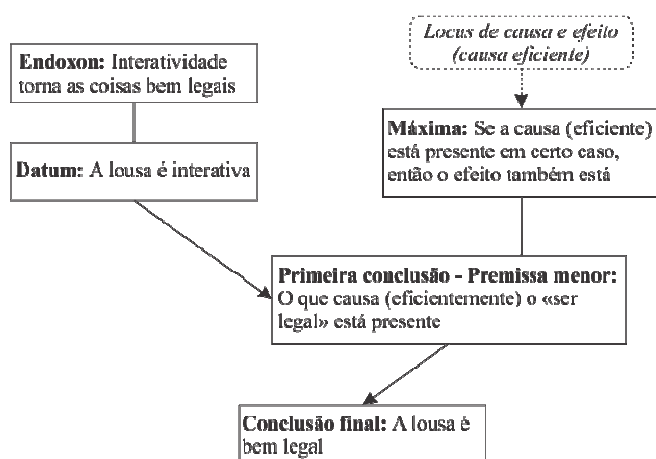 Endoxon: Interatividade
torna as coisas bem legais
Datum: A lousa é interativa
Locus de causa e efeito
(causa eficiente)
Máxima: Se a causa (eficiente)
está presente em certo caso,
então o efeito também está
Primeira conclusão - Premissa menor:
O que causa (eficientemente) o «ser
legal» está presente
Conclusão final: A lousa é
bem legal